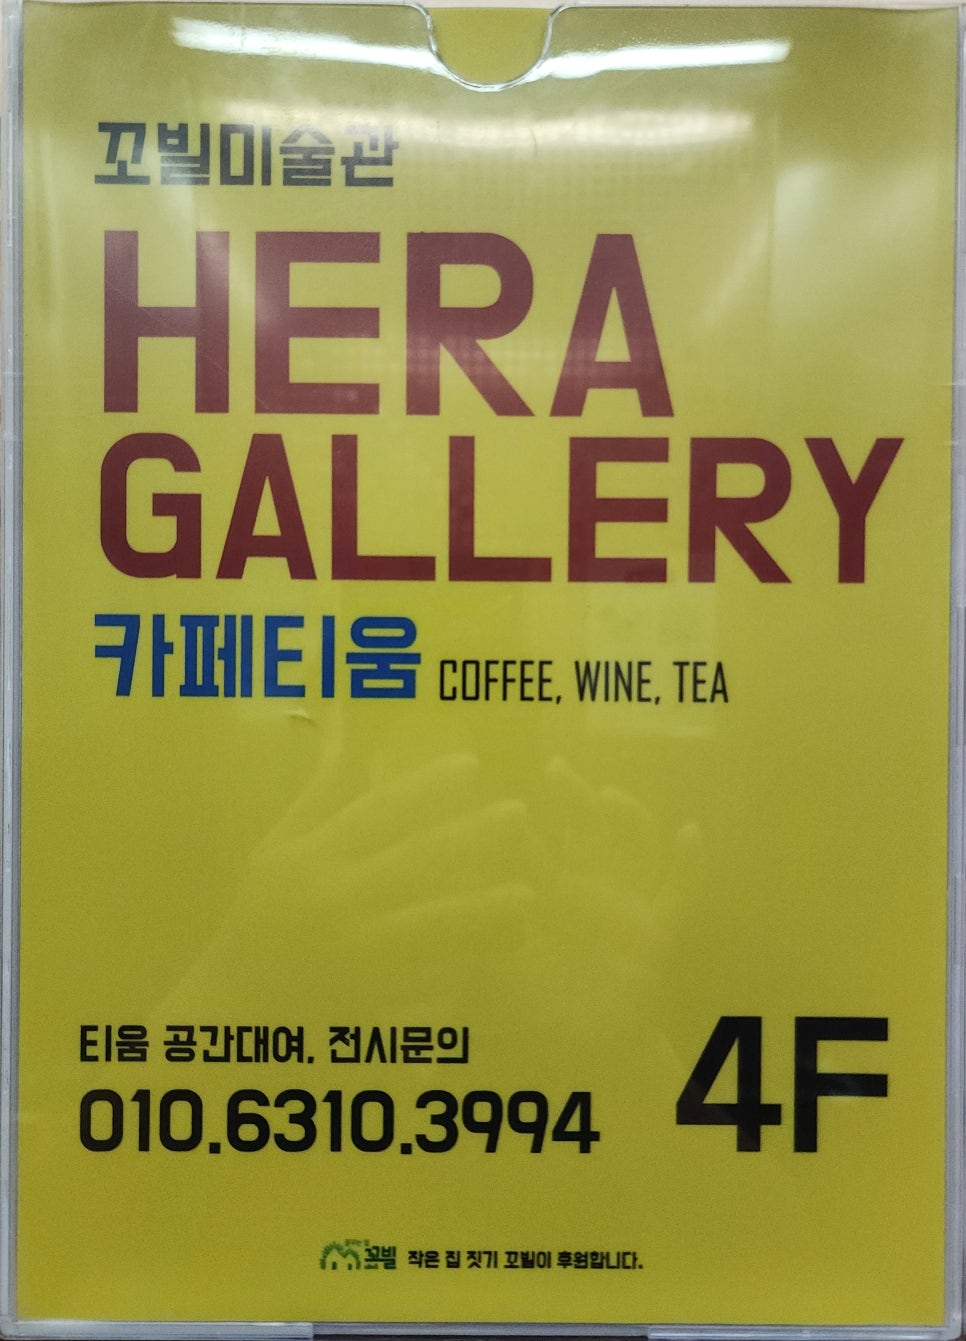 꼬빌미술관
HERA
GALLERY
카페티움 COFFEE, WINE, TEA
티움 공간대여. 전시문의
010.6310.3994
4F
꼬빌 작은 집 짓기 꼬빌이 후원합니다.